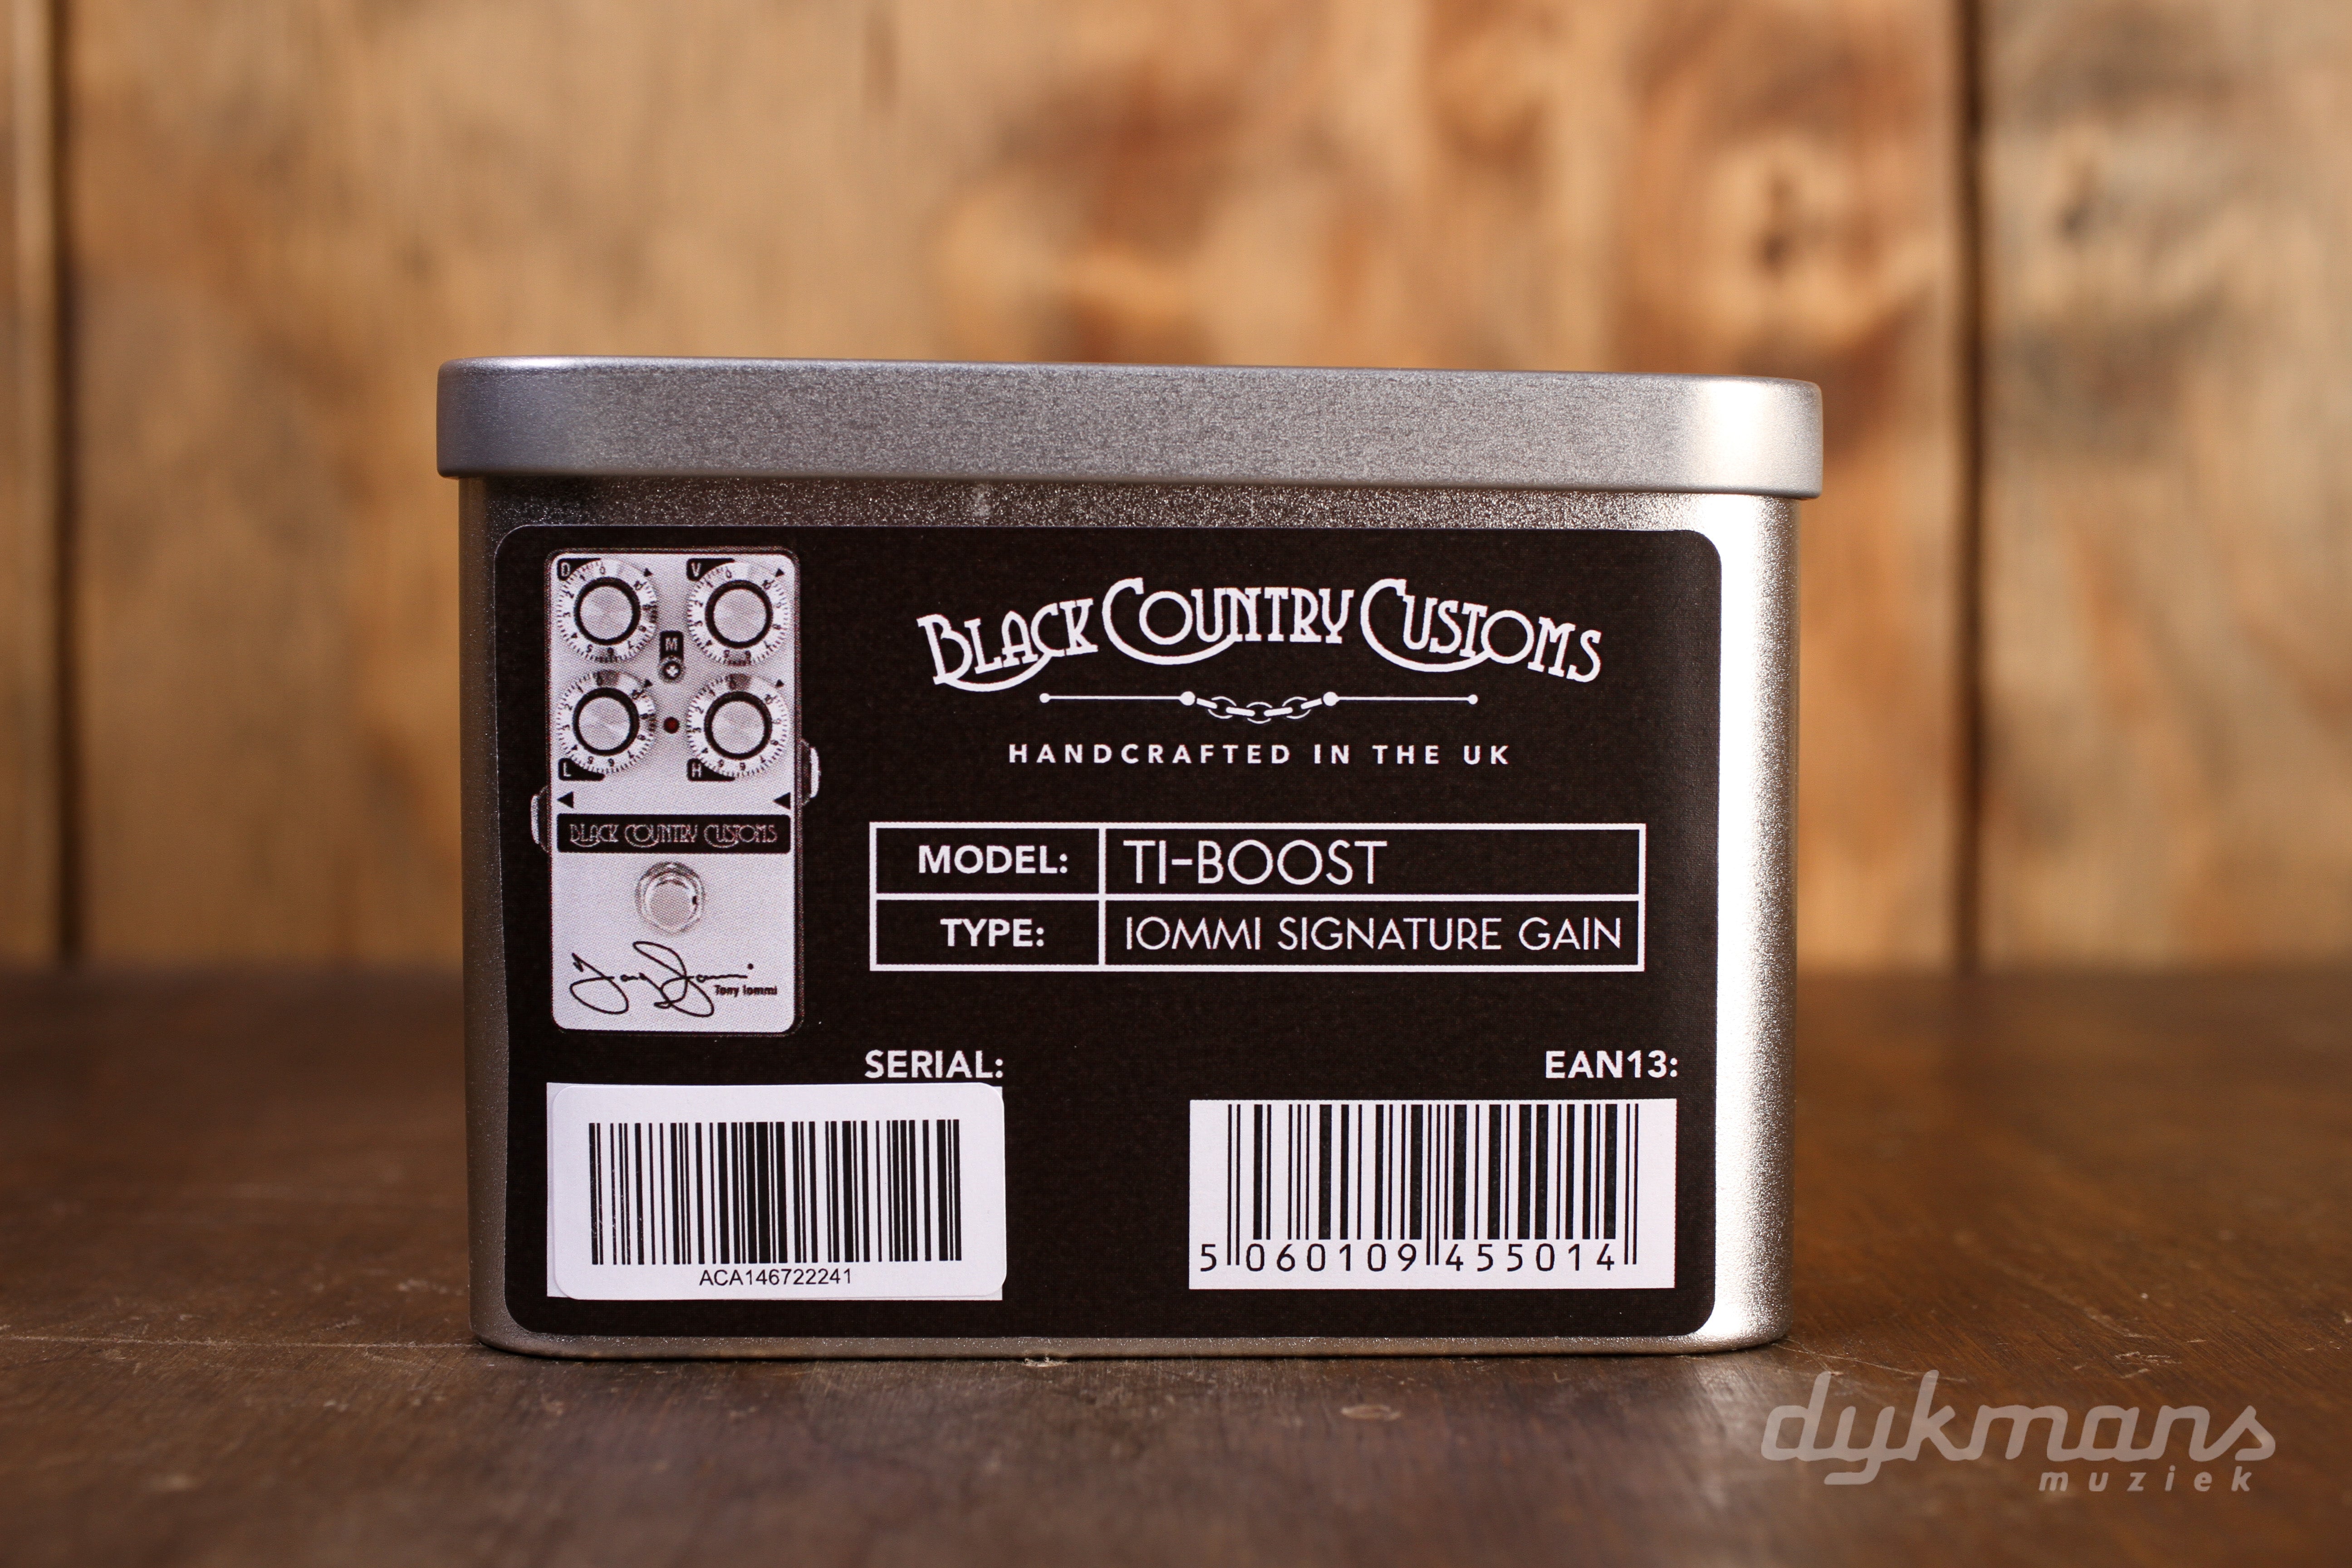 BLACK COUNTRY CUSTOMS
HANDCRAFTED IN THE UK
MODEL: TI-BOOST
TYPE: IOMMI SIGNATURE GAIN
D V
M
L H
BLACK COUNTRY CUSTOMS
Tony Iommi
SERIAL:
ACA146722241
EAN13:
5 060109 455014
dykmans
muziek